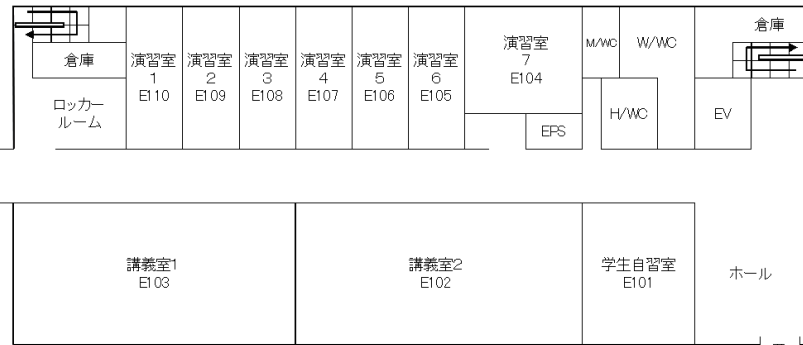 倉庫
演習室
1
E110
演習室
2
E109
演習室
3
E108
演習室
4
E107
演習室
5
E106
演習室
6
E105
演習室
7
E104
M/WC
W/WC
倉庫
ロッカー
ルーム
EPS
H/WC
EV
講義室1
E103
講義室2
E102
学生自習室
E101
ホール